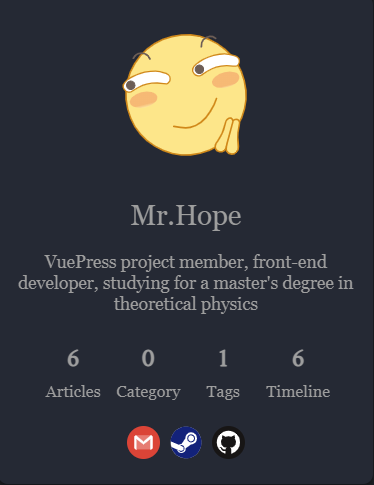 Mr.Hope
VuePress project member, front-end
developer, studying for a master's degree in
theoretical physics
6 0 1 6
Articles Category Tags Timeline